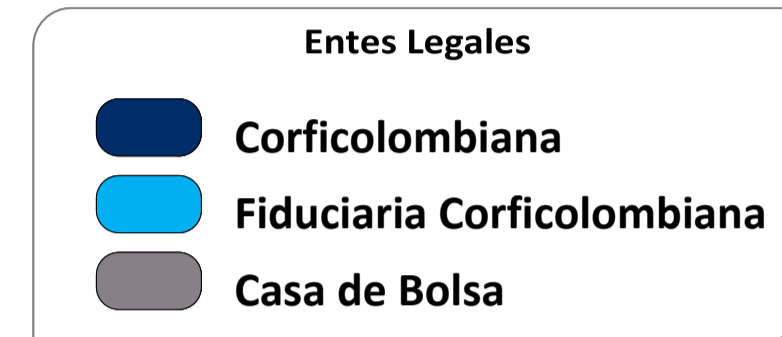 Entes Legales
Corficolombiana
Fiduciaria Corficolombiana
Casa de Bolsa